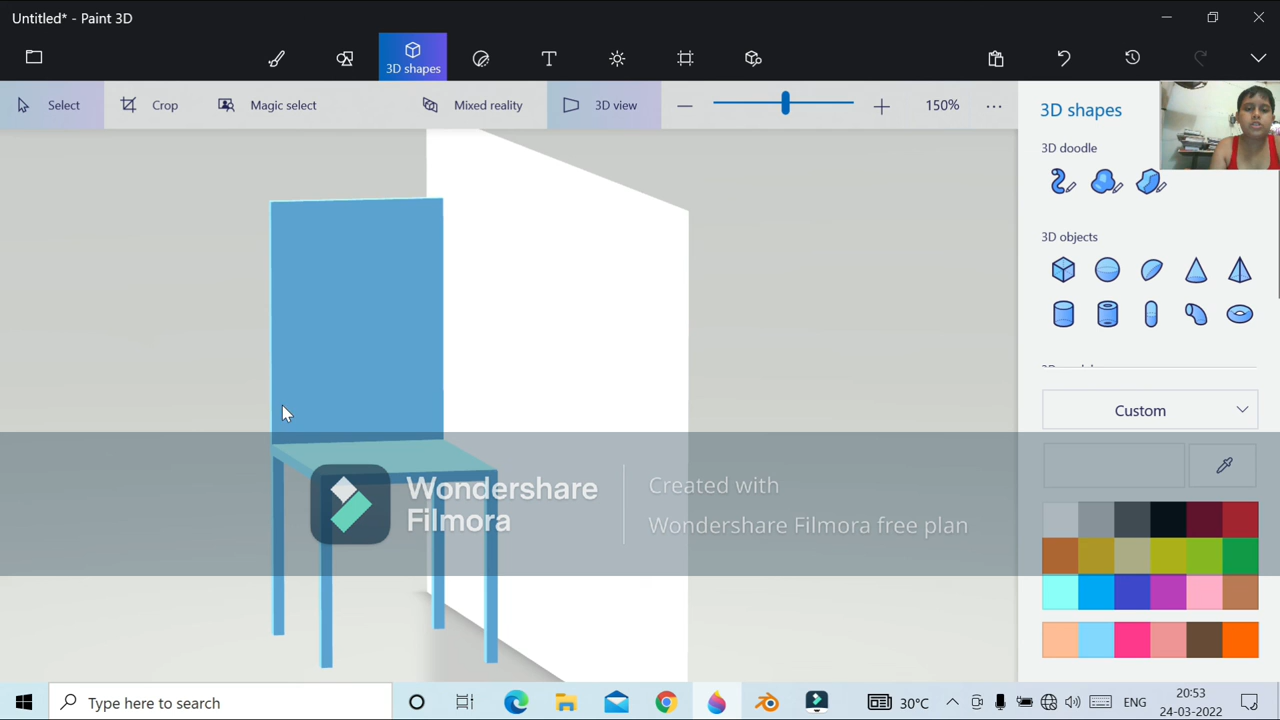 Untitled* - Paint 3D
3D shapes
Select
Crop
Magic select
Mixed reality
3D view
150%
3D shapes
3D doodle
3D objects
Custom
Wondershare
Filmora
Created with
Wondershare Filmora free plan
Type here to search
30°C
ENG
20:53
24-03-2022